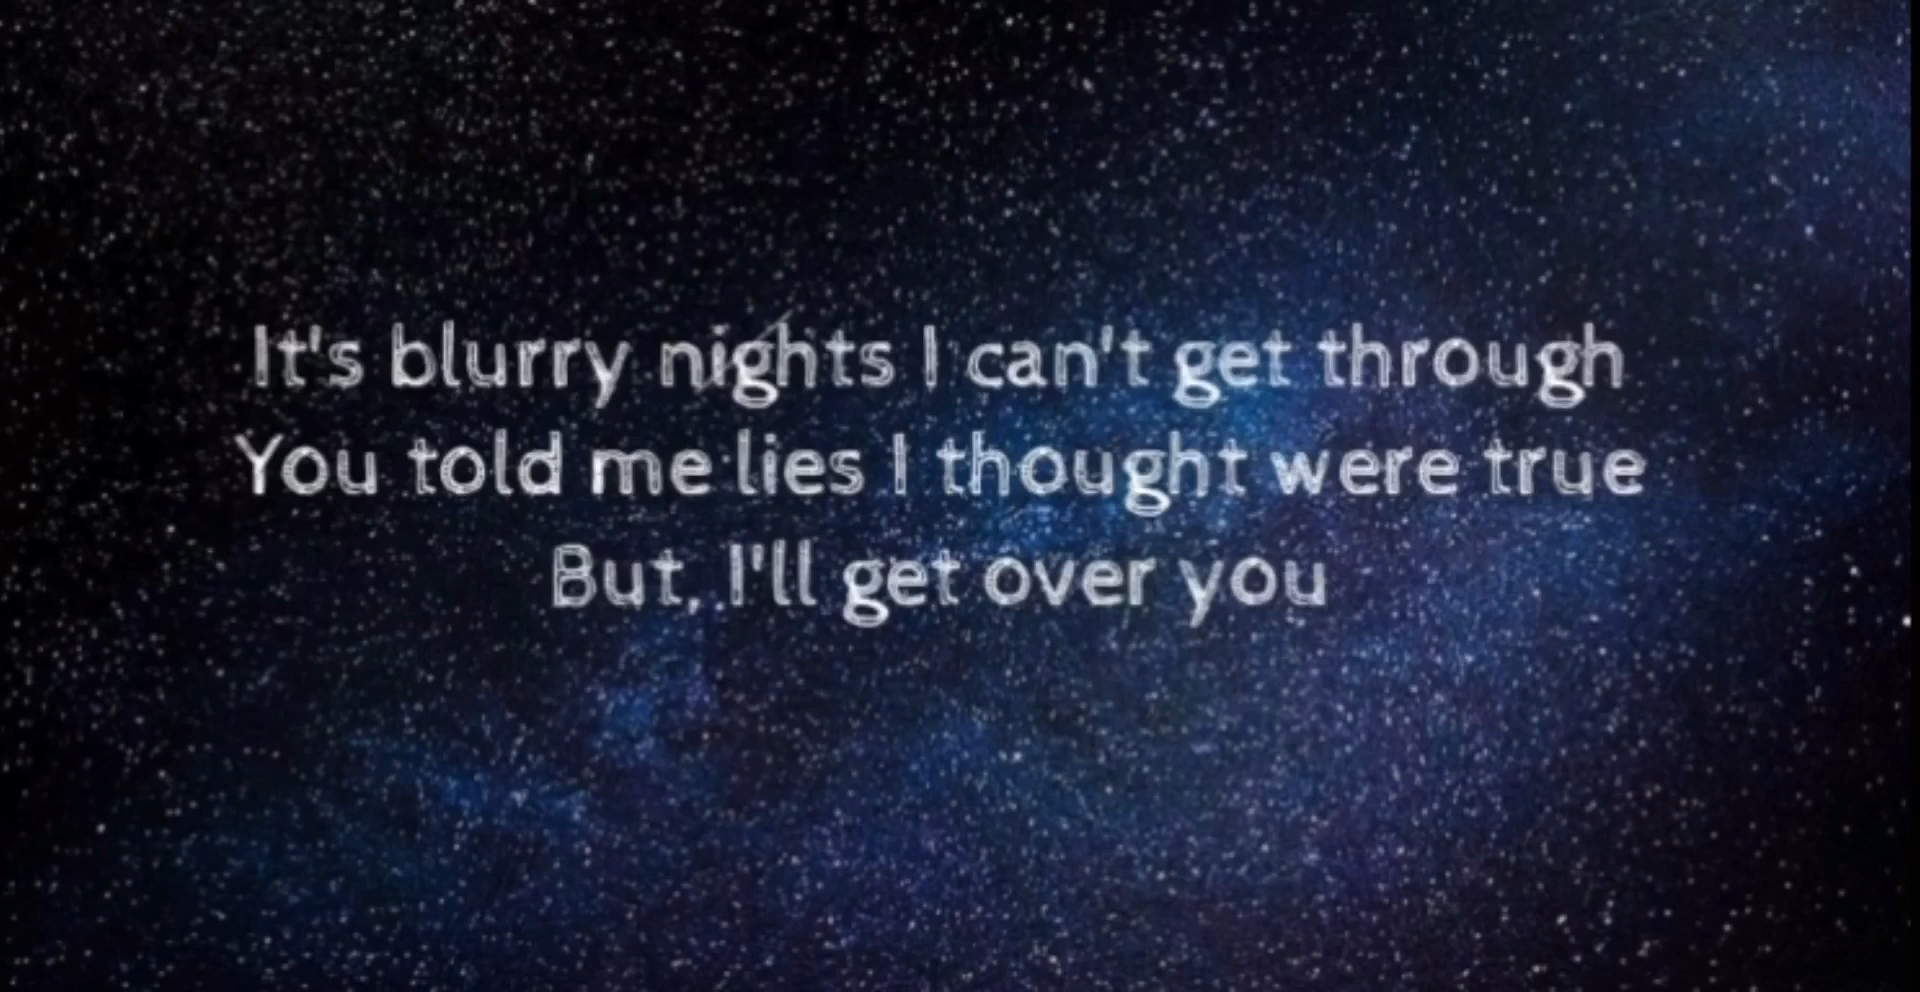 It's blurry nights I can't get through
You told me lies I thought were true
But, I'll get over you